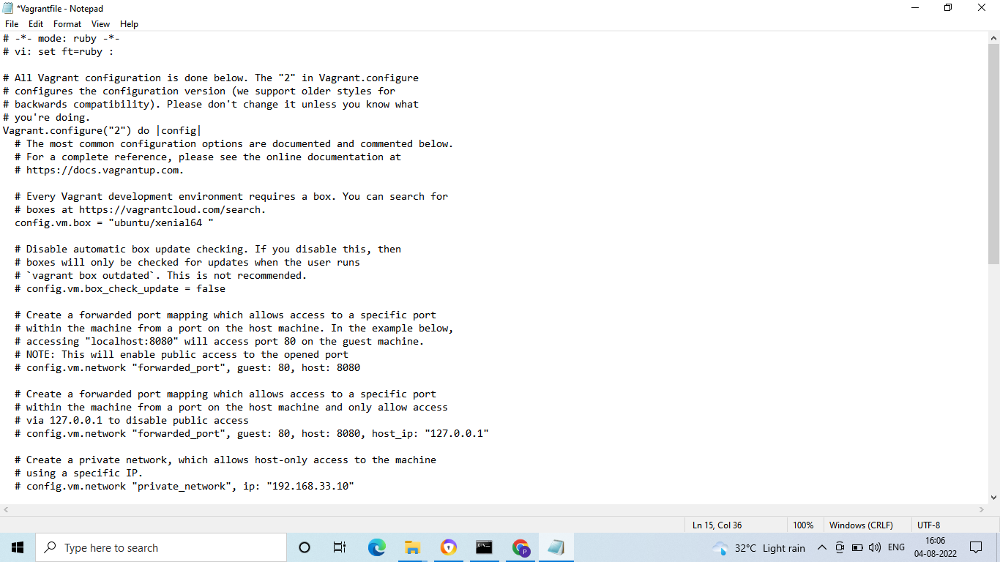 *Vagrantfile - Notepad
File Edit Format View Help
# -*- mode: ruby -*-
# vi: set ft=ruby :
# All Vagrant configuration is done below. The "2" in Vagrant.configure
# configures the configuration version (we support older styles for
# backwards compatibility). Please don't change it unless you know what
# you're doing.
Vagrant.configure("2") do |config|
# The most common configuration options are documented and commented below.
# For a complete reference, please see the online documentation at
# https://docs.vagrantup.com.
# Every Vagrant development environment requires a box. You can search for
# boxes at https://vagrantcloud.com/search.
config.vm.box = "ubuntu/xenial64 "
# Disable automatic box update checking. If you disable this, then
# boxes will only be checked for updates when the user runs
# `vagrant box outdated`. This is not recommended.
# config.vm.box_check_update = false
# Create a forwarded port mapping which allows access to a specific port
# within the machine from a port on the host machine. In the example below,
# accessing "localhost:8080" will access port 80 on the guest machine.
# NOTE: This will enable public access to the opened port
# config.vm.network "forwarded_port", guest: 80, host: 8080
# Create a forwarded port mapping which allows access to a specific port
# within the machine from a port on the host machine and only allow access
# via 127.0.0.1 to disable public access
# config.vm.network "forwarded_port", guest: 80, host: 8080, host_ip: "127.0.0.1"
# Create a private network, which allows host-only access to the machine
# using a specific IP.
# config.vm.network "private_network", ip: "192.168.33.10"
Ln 15, Col 36 100% Windows (CRLF) UTF-8
Type here to search
P
32°C Light rain
ENG
16:06
04-08-2022